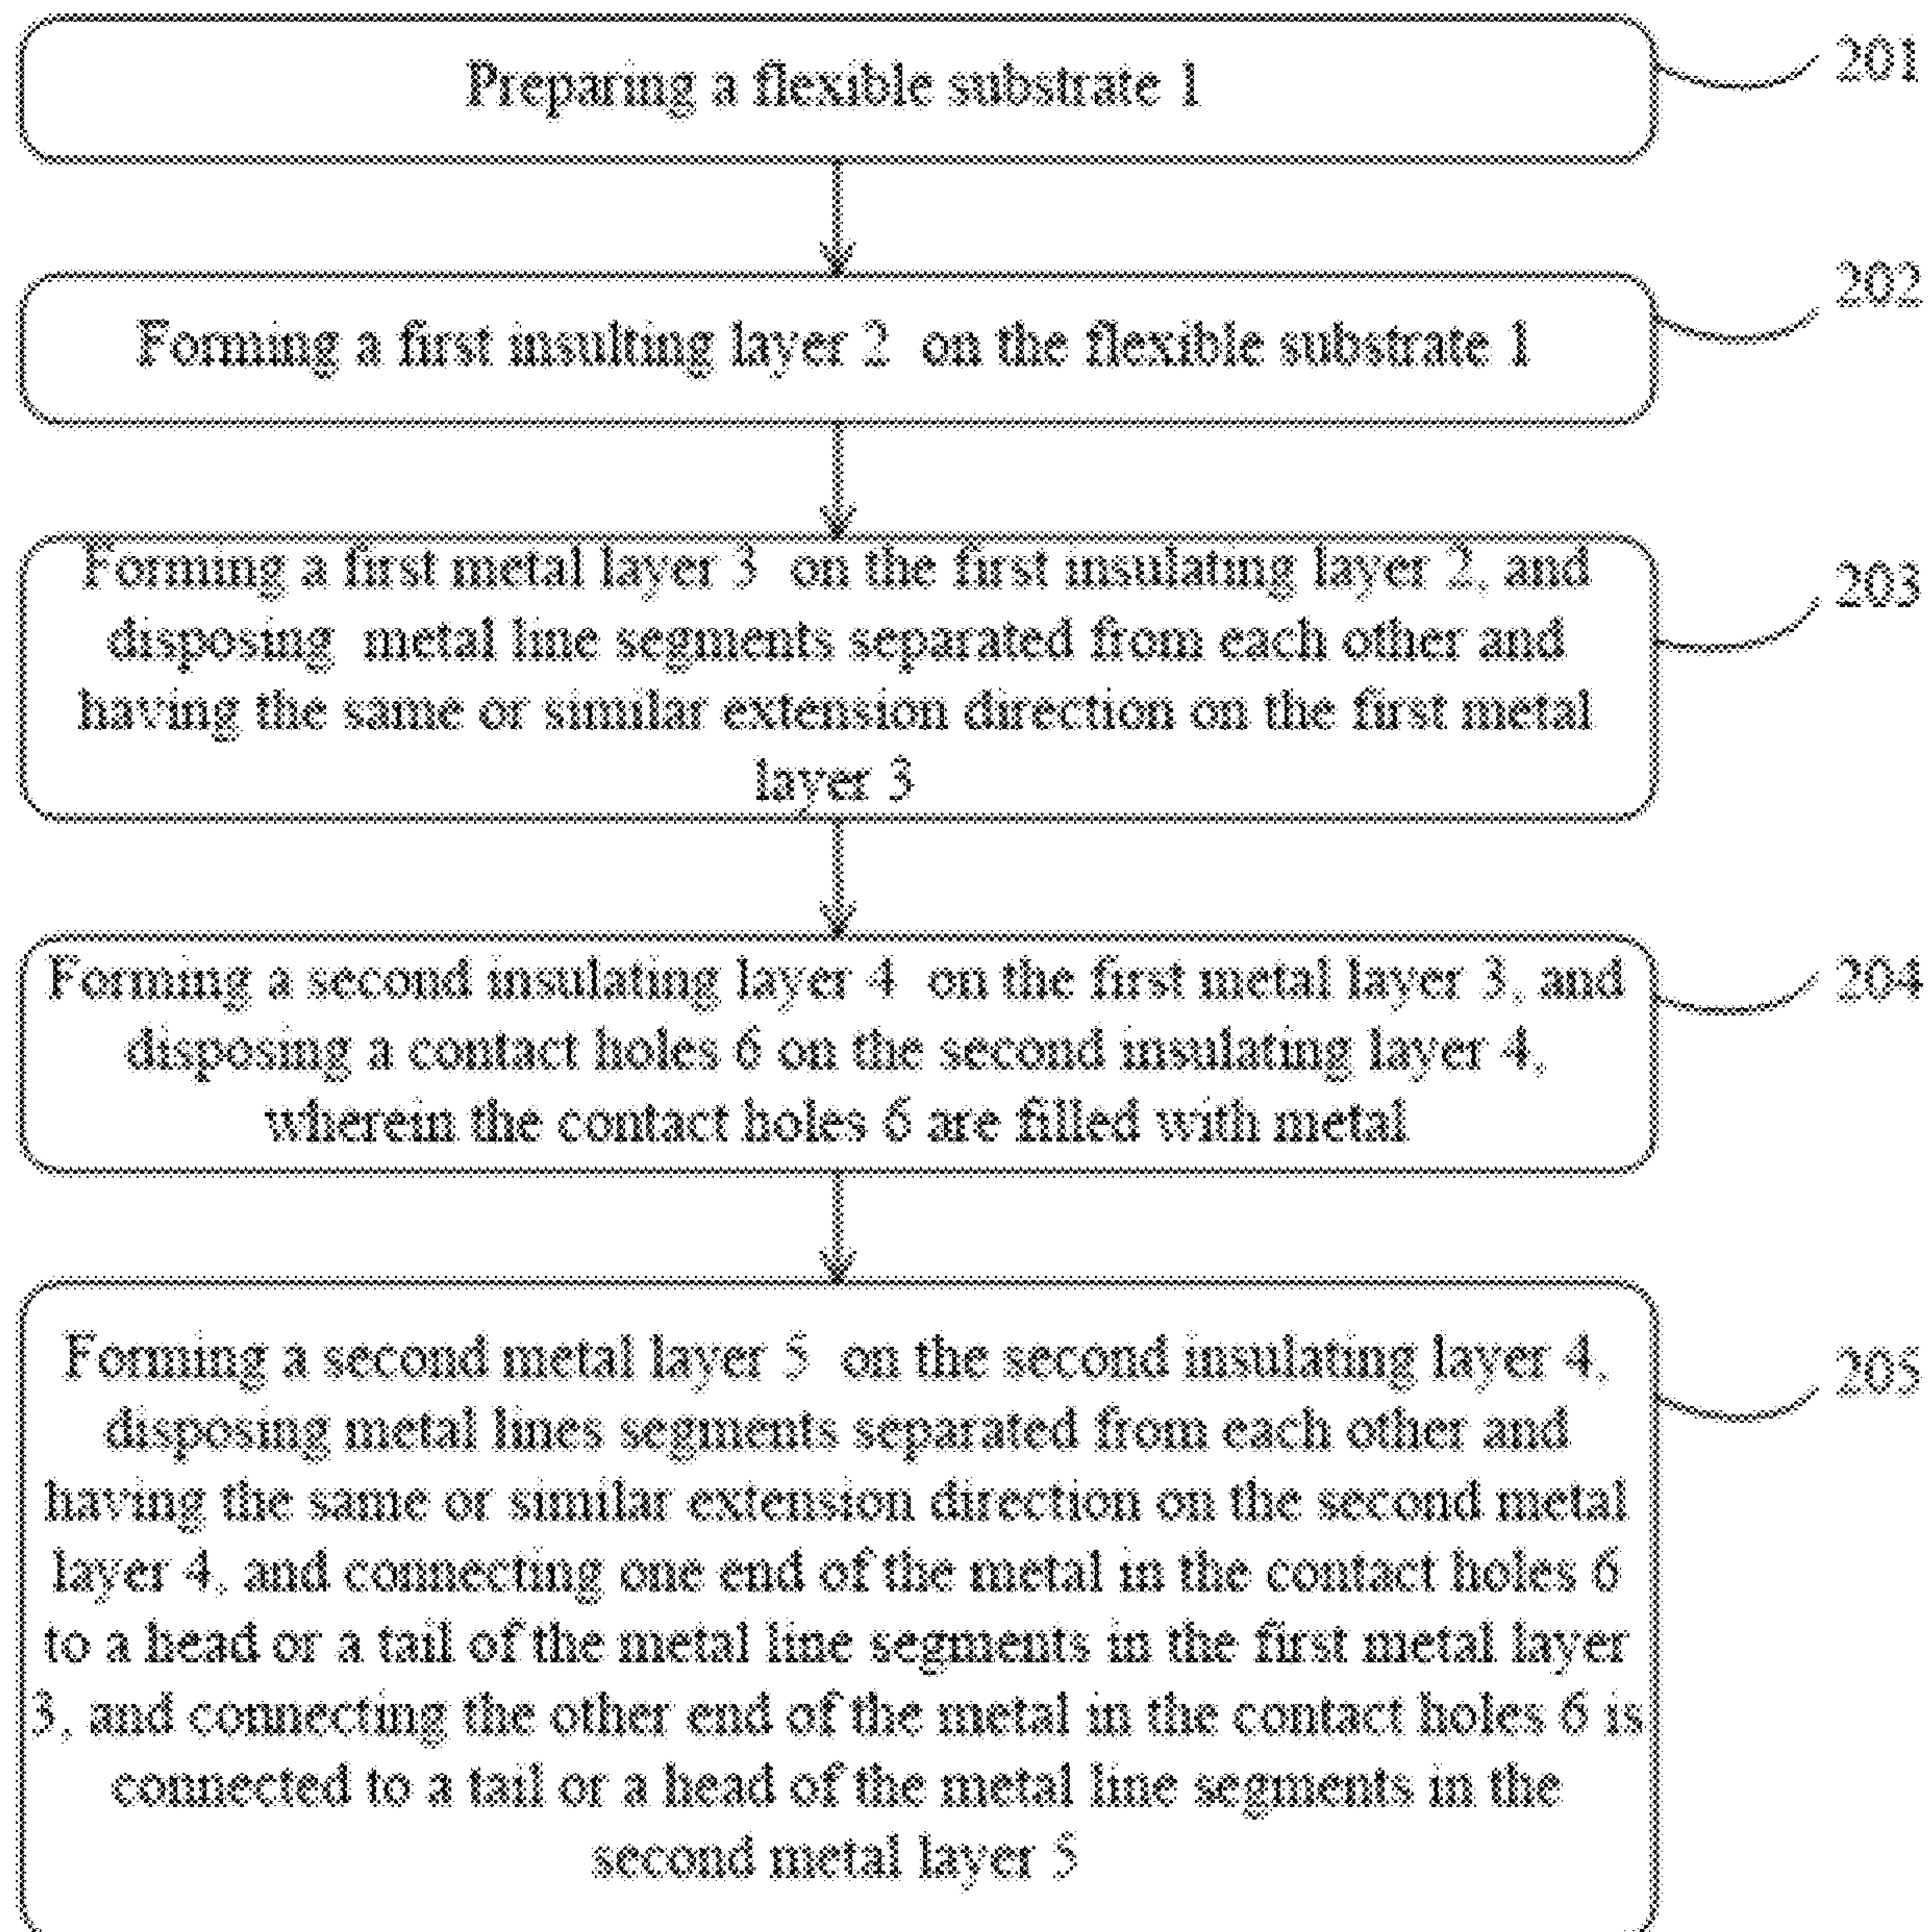 Preparing a flexible substrate 1
201
Forming a first insulting layer 2 on the flexible substrate 1
202
Forming a first metal layer 3 on the first insulating layer 2, and
disposing metal line segments separated from each other and
having the same or similar extension direction on the first metal
layer 3
203
Forming a second insulating layer 4 on the first metal layer 3, and
disposing a contact holes 6 on the second insulating layer 4,
wherein the contact holes 6 are filled with metal
204
Forming a second metal layer 5 on the second insulating layer 4,
disposing metal lines segments separated from each other and
having the same or similar extension direction on the second metal
layer 4, and connecting one end of the metal in the contact holes 6
to a head or a tail of the metal line segments in the first metal layer
3, and connecting the other end of the metal in the contact holes 6 is
connected to a tail or a head of the metal line segments in the
second metal layer 5
205